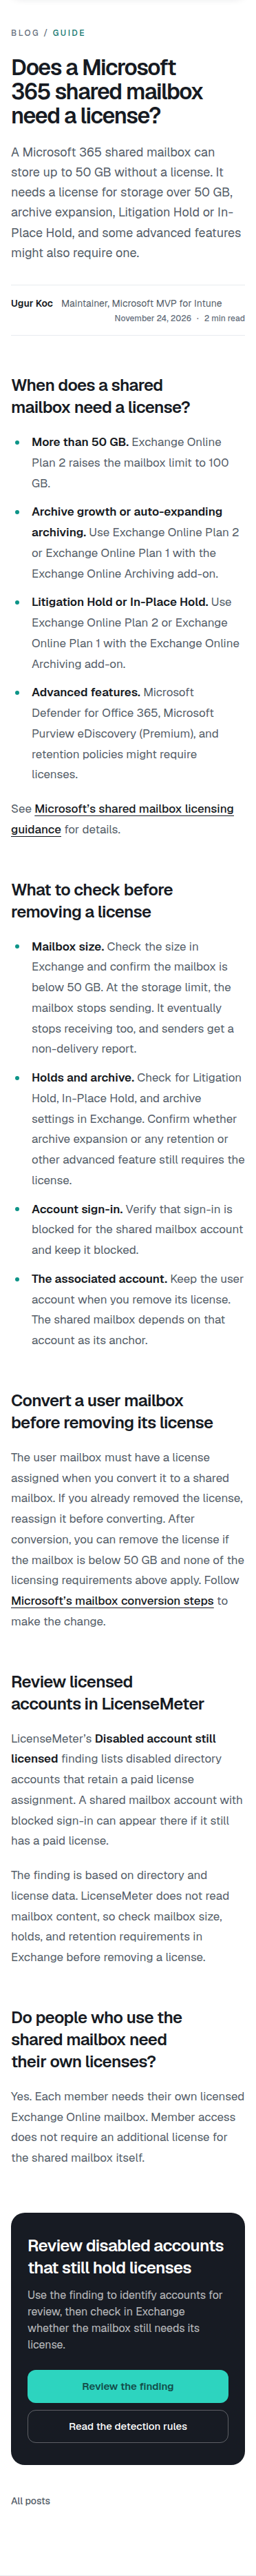 BLOG / GUIDE
Does a Microsoft
365 shared mailbox
need a license?
A Microsoft 365 shared mailbox can
store up to 50 GB without a license. It
needs a license for storage over 50 GB,
archive expansion, Litigation Hold or In-
Place Hold, and some advanced features
might also require one.
Ugur Koc Maintainer, Microsoft MVP for Intune
November 24, 2026 · 2 min read
When does a shared
mailbox need a license?
• More than 50 GB. Exchange Online
Plan 2 raises the mailbox limit to 100
GB.
• Archive growth or auto-expanding
archiving. Use Exchange Online Plan 2
or Exchange Online Plan 1 with the
Exchange Online Archiving add-on.
• Litigation Hold or In-Place Hold. Use
Exchange Online Plan 2 or Exchange
Online Plan 1 with the Exchange Online
Archiving add-on.
• Advanced features. Microsoft
Defender for Office 365, Microsoft
Purview eDiscovery (Premium), and
retention policies might require
licenses.
See Microsoft's shared mailbox licensing
guidance for details.
What to check before
removing a license
• Mailbox size. Check the size in
Exchange and confirm the mailbox is
below 50 GB. At the storage limit, the
mailbox stops sending. It eventually
stops receiving too, and senders get a
non-delivery report.
• Holds and archive. Check for Litigation
Hold, In-Place Hold, and archive
settings in Exchange. Confirm whether
archive expansion or any retention or
other advanced feature still requires the
license.
• Account sign-in. Verify that sign-in is
blocked for the shared mailbox account
and keep it blocked.
• The associated account. Keep the user
account when you remove its license.
The shared mailbox depends on that
account as its anchor.
Convert a user mailbox
before removing its license
The user mailbox must have a license
assigned when you convert it to a shared
mailbox. If you already removed the license,
reassign it before converting. After
conversion, you can remove the license if
the mailbox is below 50 GB and none of the
licensing requirements above apply. Follow
Microsoft's mailbox conversion steps to
make the change.
Review licensed
accounts in LicenseMeter
LicenseMeter's Disabled account still
licensed finding lists disabled directory
accounts that retain a paid license
assignment. A shared mailbox account with
blocked sign-in can appear there if it still
has a paid license.
The finding is based on directory and
license data. LicenseMeter does not read
mailbox content, so check mailbox size,
holds, and retention requirements in
Exchange before removing a license.
Do people who use the
shared mailbox need
their own licenses?
Yes. Each member needs their own licensed
Exchange Online mailbox. Member access
does not require an additional license for
the shared mailbox itself.
Review disabled accounts
that still hold licenses
Use the finding to identify accounts for
review, then check in Exchange
whether the mailbox still needs its
license.
Review the finding
Read the detection rules
All posts